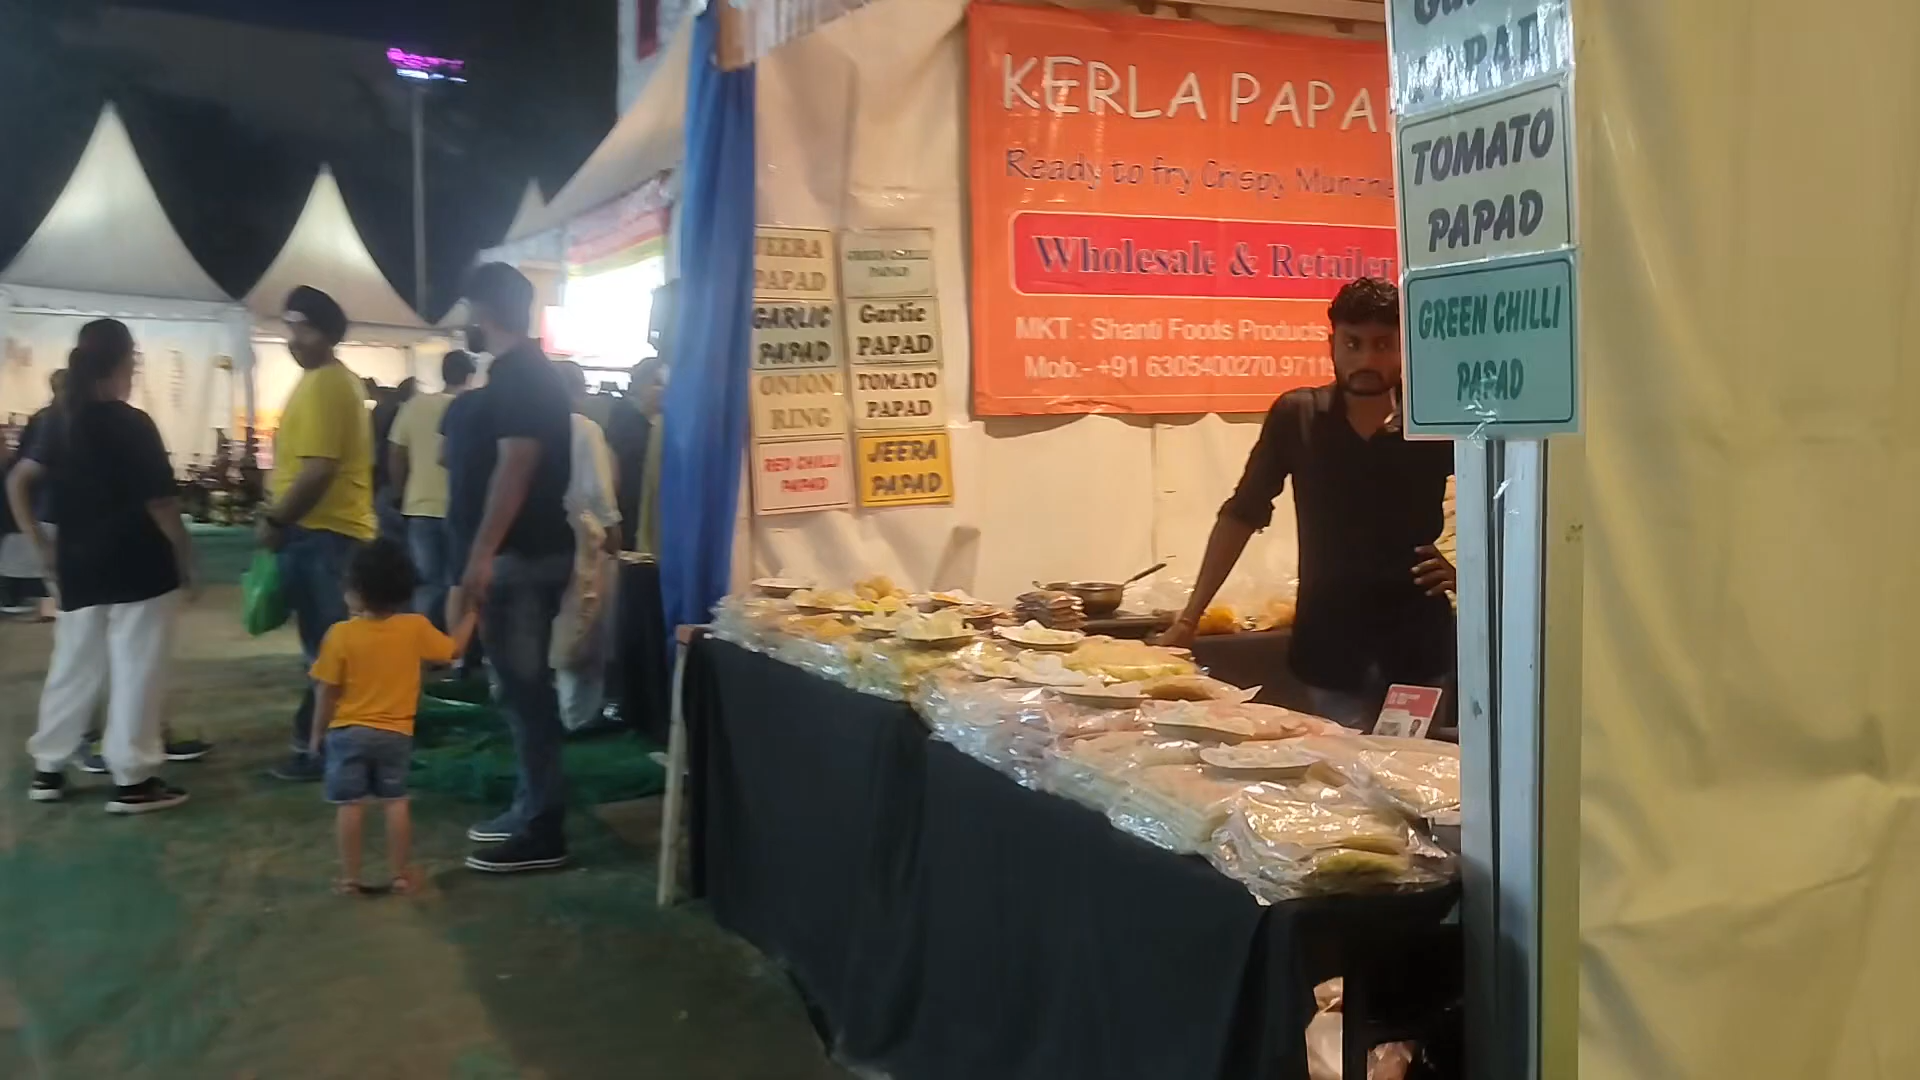 KERLA PAPA
Ready to fry Crispy
Wholesale & Retailer
MKT : Shanti Foods Products
Mob:- +91 6305400270,9711
JEERA
PAPAD
GARLIC
PAPAD
ONION
RING
RED CHILLI
PAPAD
GREEN CHILLI
PAPAD
Garlic
PAPAD
TOMATO
PAPAD
JEERA
PAPAD
PAPAD
TOMATO
PAPAD
GREEN CHILLI
PAPAD